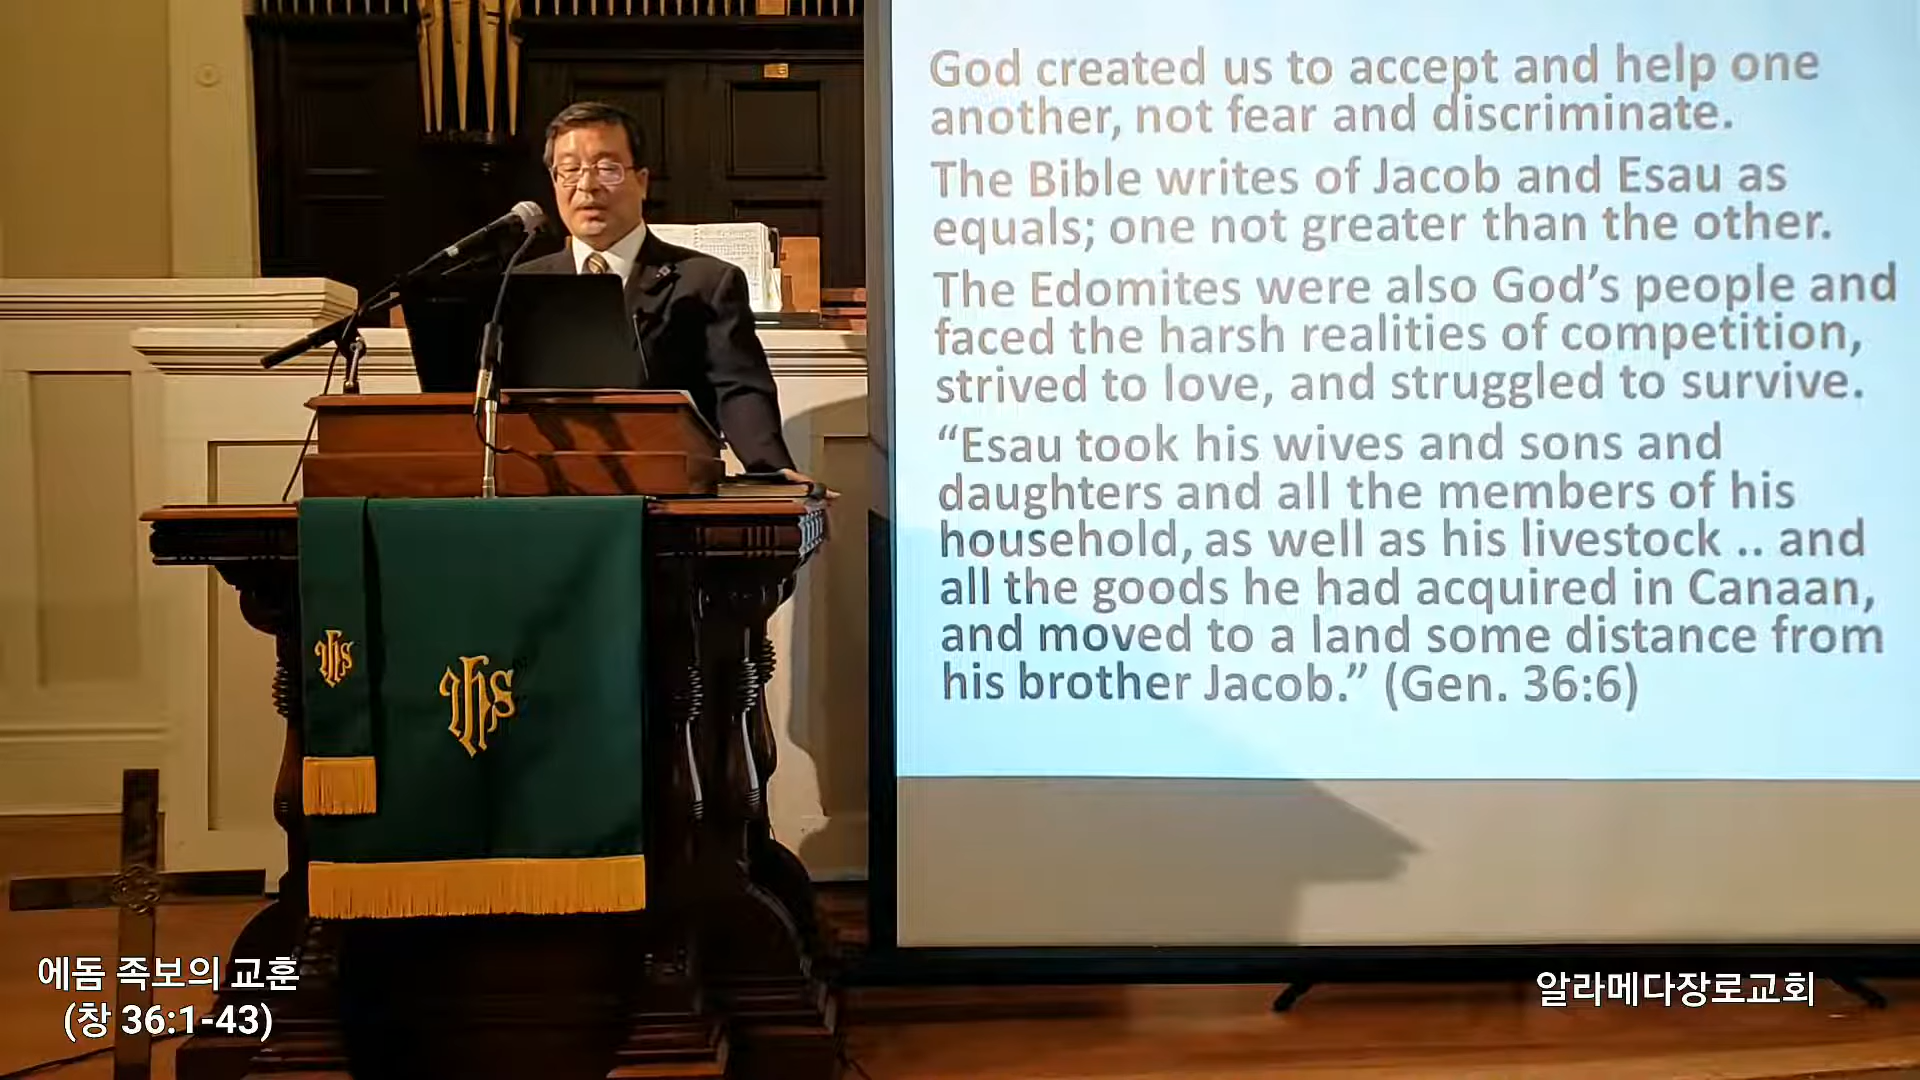 God created us to accept and help one
another, not fear and discriminate.
The Bible writes of Jacob and Esau as
equals; one not greater than the other.
The Edomites were also God's people and
faced the harsh realities of competition,
strived to love, and struggled to survive.
“Esau took his wives and sons and
daughters and all the members of his
household, as well as his livestock .. and
all the goods he had acquired in Canaan,
and moved to a land some distance from
his brother Jacob.” (Gen. 36:6)
IHS
IHS
에돔 족보의 교훈
(창 36:1-43)
알라메다장로교회